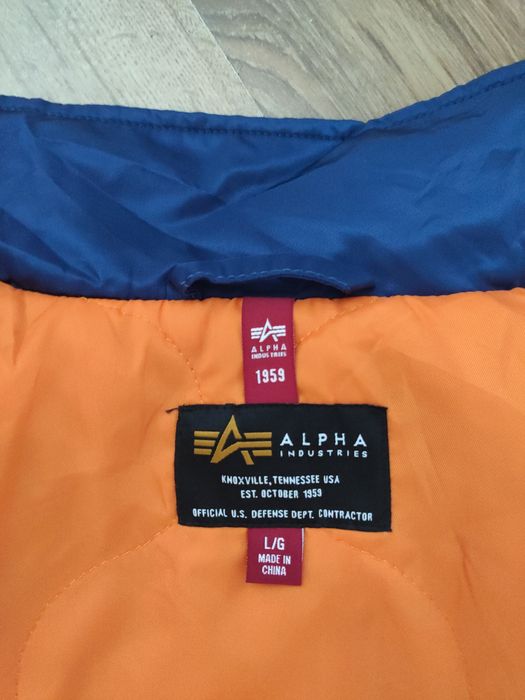 ALPHA
INDUSTRIES
1959
ALPHA
INDUSTRIES
KNOXVILLE, TENNESSEE USA
EST. OCTOBER 1959
OFFICIAL U.S. DEFENSE DEPT. CONTRACTOR
L/G
MADE IN
CHINA